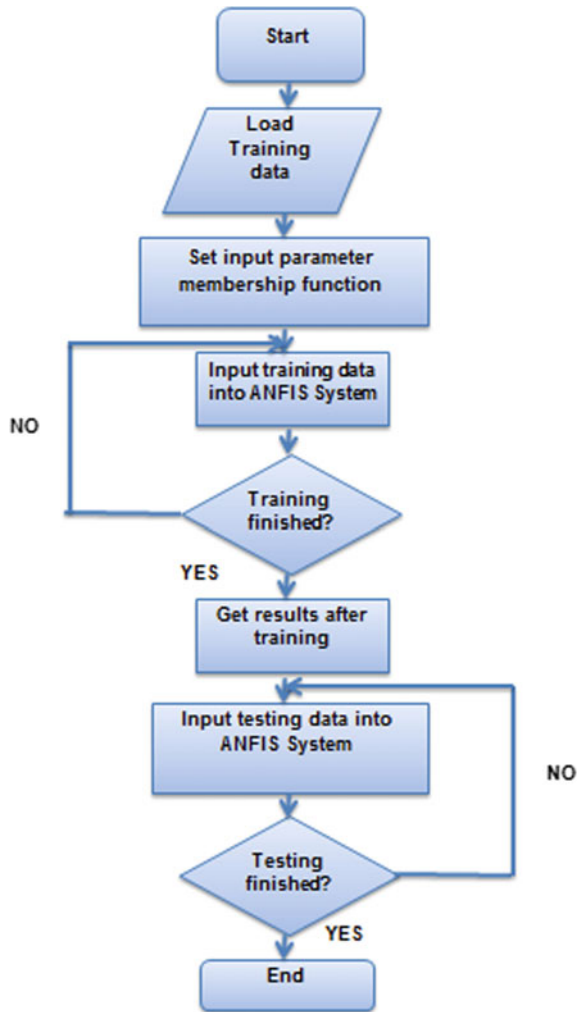 Start
Load
Training
data
Set input parameter
membership function
Input training data
into ANFIS System
NO
Training
finished?
YES
Get results after
training
Input testing data into
ANFIS System
NO
Testing
finished?
YES
End